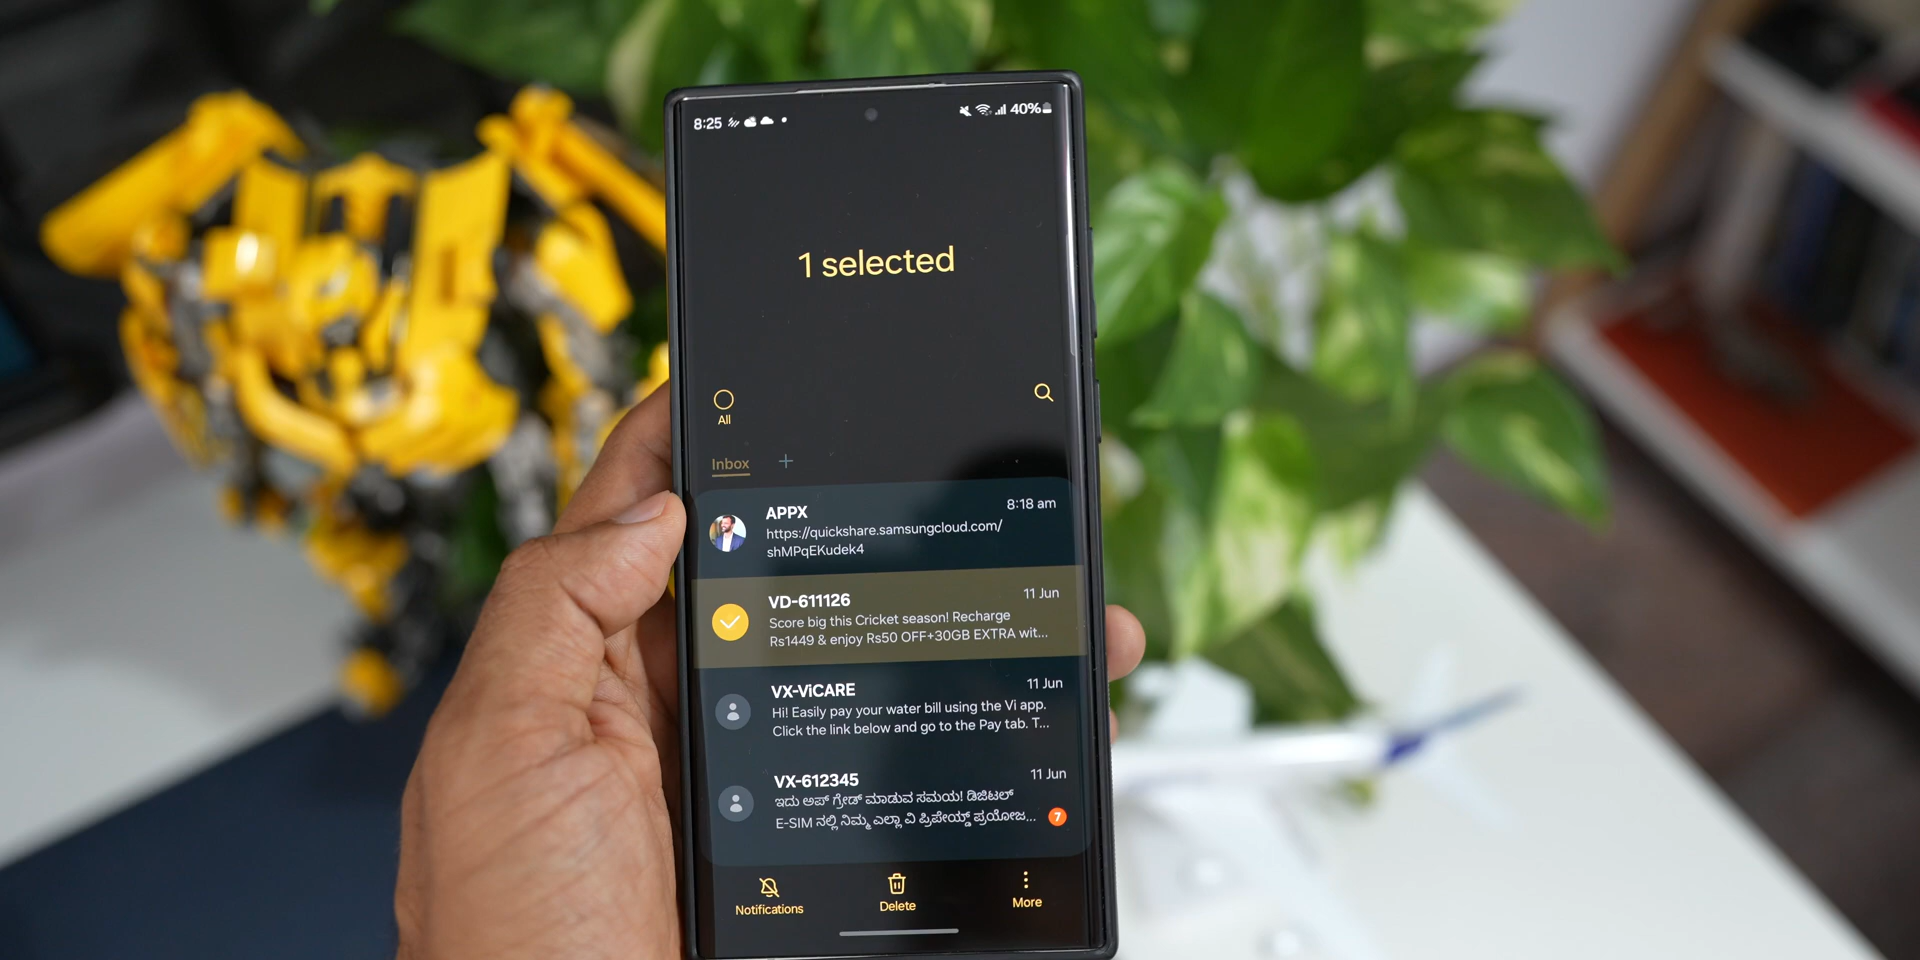 8:25
40%
1 selected
All
Inbox +
APPX 8:18 am
https://quickshare.samsungcloud.com/
shMPqEKudek4
VD-611126 11 Jun
Score big this Cricket season! Recharge
Rs1449 & enjoy Rs50 OFF+30GB EXTRA wit...
VX-ViCARE 11 Jun
Hi! Easily pay your water bill using the Vi app.
Click the link below and go to the Pay tab. T...
VX-612345 11 Jun
ಇದು ಅಪ್ ಗ್ರೇಡ್ ಮಾಡುವ ಸಮಯ! ಡಿಜಿಟಲ್
E-SIM ನಲ್ಲಿ ನಿಮ್ಮ ಎಲ್ಲಾ ವಿ ಪ್ರಿಪೇಯ್ಡ್ ಪ್ರಯೋಜ... 7
Notifications Delete More